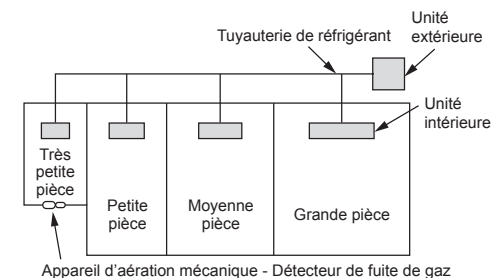 Unité
extérieure
Tuyauterie de réfrigérant
Unité
intérieure
Très
petite
pièce
Petite
pièce
Moyenne
pièce
Grande pièce
Appareil d'aération mécanique - Détecteur de fuite de gaz